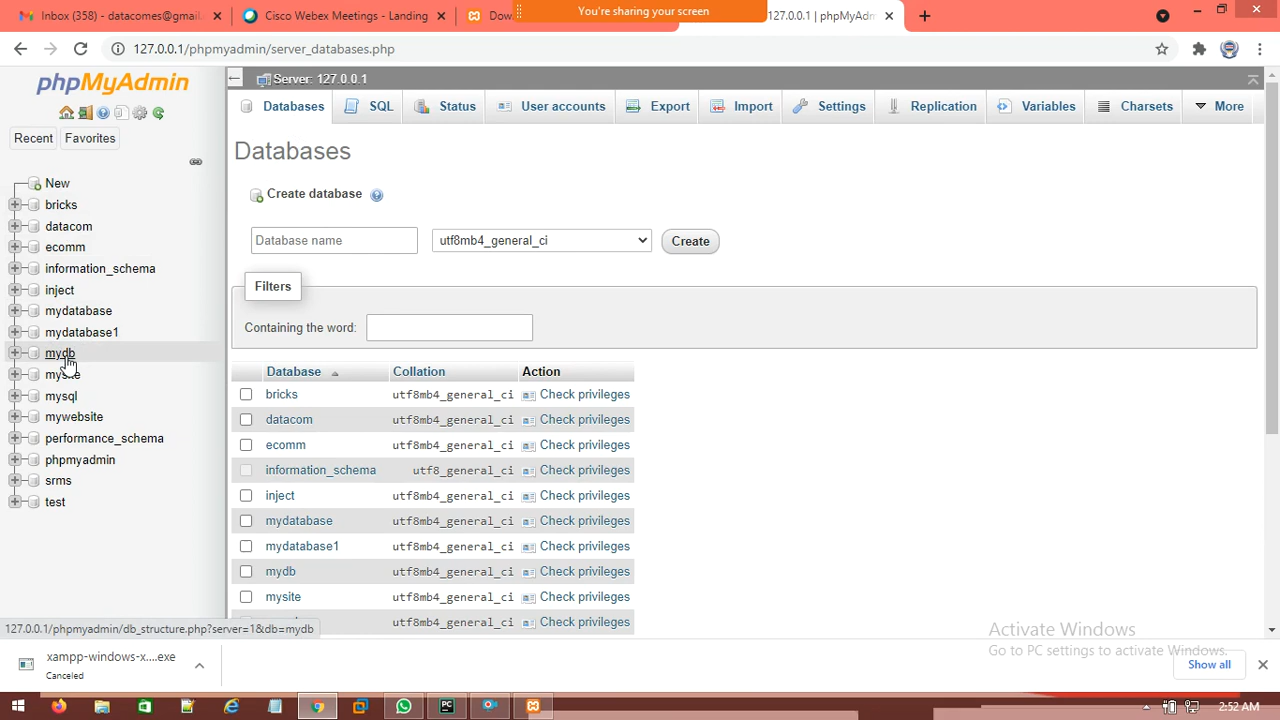 Inbox (358) - datacomes@gmail.
Cisco Webex Meetings - Landing
Dow
You're sharing your screen
127.0.0.1 | phpMyAdm
127.0.0.1/phpmyadmin/server_databases.php
phpMyAdmin
Recent
Favorites
New
bricks
datacom
ecomm
information_schema
inject
mydatabase
mydatabase1
mydb
mysite
mysql
mywebsite
performance_schema
phpmyadmin
srms
test
Server: 127.0.0.1
Databases
SQL
Status
User accounts
Export
Import
Settings
Replication
Variables
Charsets
More
Databases
Create database
Database name
utf8mb4_general_ci
Create
Filters
Containing the word:
Database Collation Action
bricks utf8mb4_general_ci Check privileges
datacom utf8mb4_general_ci Check privileges
ecomm utf8mb4_general_ci Check privileges
information_schema utf8_general_ci Check privileges
inject utf8mb4_general_ci Check privileges
mydatabase utf8mb4_general_ci Check privileges
mydatabase1 utf8mb4_general_ci Check privileges
mydb utf8mb4_general_ci Check privileges
mysite utf8mb4_general_ci Check privileges
utf8mb4_general_ci Check privileges
127.0.0.1/phpmyadmin/db_structure.php?server=1&db=mydb
Activate Windows
Go to PC settings to activate Windows.
xampp-windows-x....exe
Canceled
Show all
2:52 AM